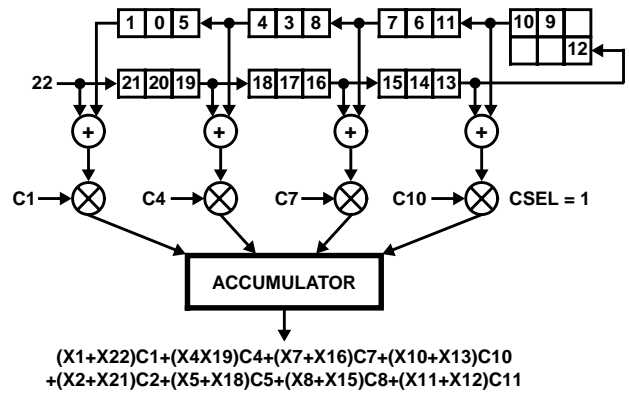 1 0 5 4 3 8 7 6 11 10 9
12
22 21 20 19 18 17 16 15 14 13
+ + + +
C1 C4 C7 C10 CSEL = 1
ACCUMULATOR
(X1+X22)C1+(X4X19)C4+(X7+X16)C7+(X10+X13)C10
+(X2+X21)C2+(X5+X18)C5+(X8+X15)C8+(X11+X12)C11